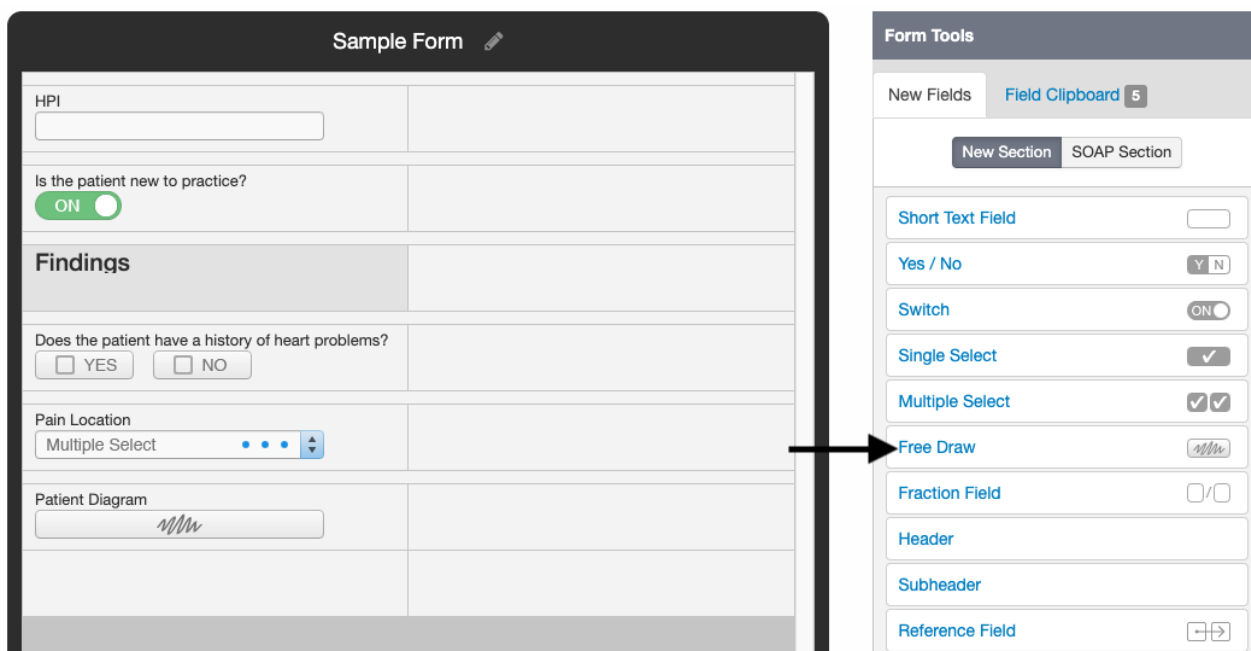 Sample Form
HPI
Is the patient new to practice?
ON
Findings
Does the patient have a history of heart problems?
YES NO
Pain Location
Multiple Select
Patient Diagram
Form Tools
New Fields Field Clipboard 5
New Section SOAP Section
Short Text Field
Yes / No Y N
Switch ON
Single Select
Multiple Select
Free Draw
Fraction Field /
Header
Subheader
Reference Field